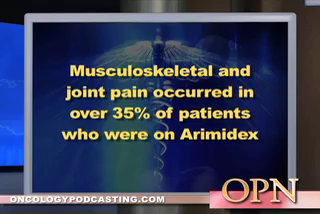 Musculoskeletal and
joint pain occurred in
over 35% of patients
who were on Arimidex
ONCOLOGYPODCASTING.COM
OPN